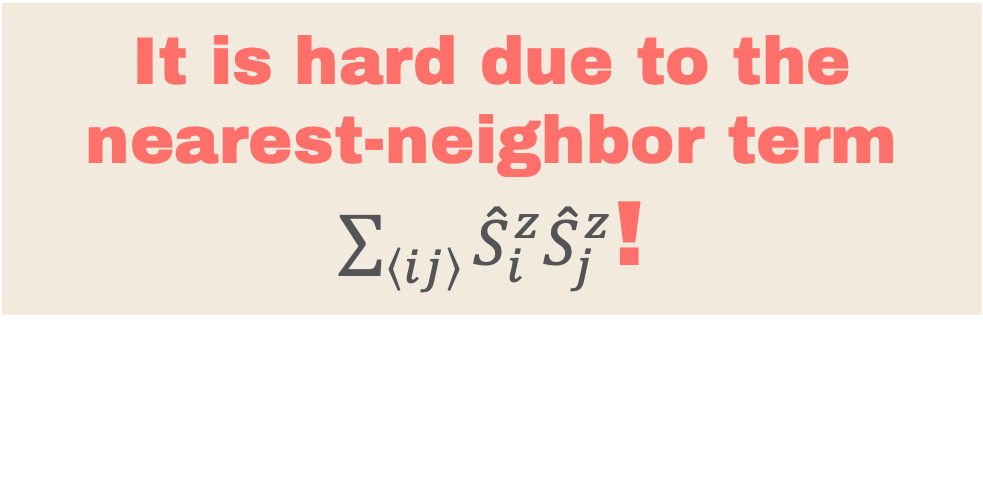 It is hard due to the
nearest-neighbor term
∑⟨ij⟩ Ŝᵢᶻ Ŝⱼᶻ!